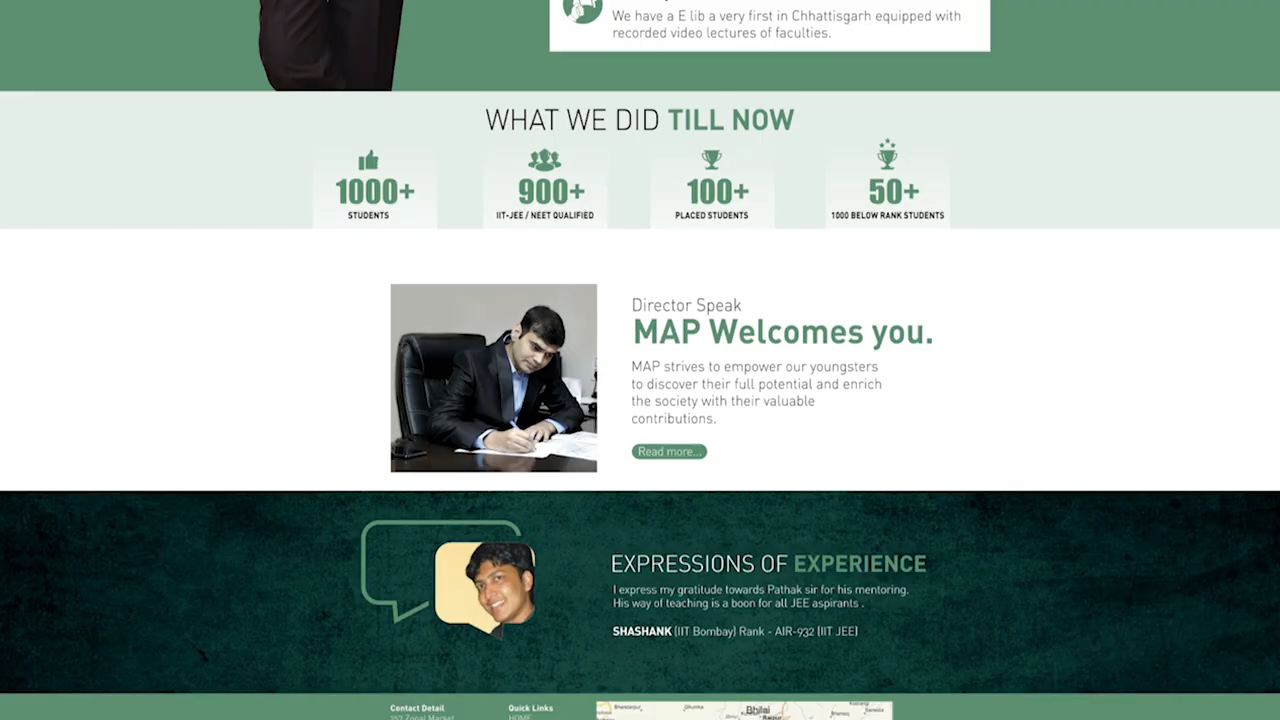 We have a E lib a very first in Chhattisgarh equipped with
recorded video lectures of faculties.
WHAT WE DID TILL NOW
1000+
STUDENTS
900+
IIT-JEE / NEET QUALIFIED
100+
PLACED STUDENTS
50+
1000 BELOW RANK STUDENTS
Director Speak
MAP Welcomes you.
MAP strives to empower our youngsters
to discover their full potential and enrich
the society with their valuable
contributions.
Read more...
EXPRESSIONS OF EXPERIENCE
I express my gratitude towards Pathak sir for his mentoring.
His way of teaching is a boon for all JEE aspirants .
SHASHANK (IIT Bombay) Rank - AIR-932 (IIT JEE)
Contact Detail
Quick Links
Bhilai
Raipur
257 Zonal Market
HOME